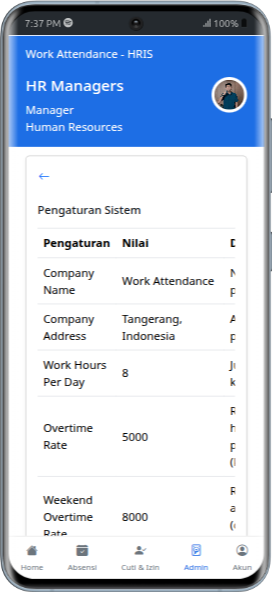 7:37 PM 100%
Work Attendance - HRIS
HR Managers
Manager
Human Resources
←
Pengaturan Sistem
Pengaturan Nilai D
Company Name Work Attendance
Company Address Tangerang, Indonesia
Work Hours Per Day 8
Overtime Rate 5000
Weekend Overtime Rate 8000
Home Absensi Cuti & Izin Admin Akun